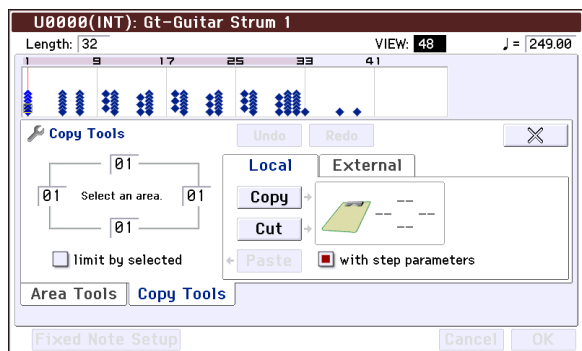 U0000(INT): Gt-Guitar Strum 1
Length: 32 VIEW: 48 ♩= 249.00
1 9 17 25 33 41
Copy Tools Undo Redo
01 Local External
01 Select an area. 01 Copy -- -- -- --
01 Cut
limit by selected Paste with step parameters
Area Tools Copy Tools
Fixed Note Setup Cancel OK